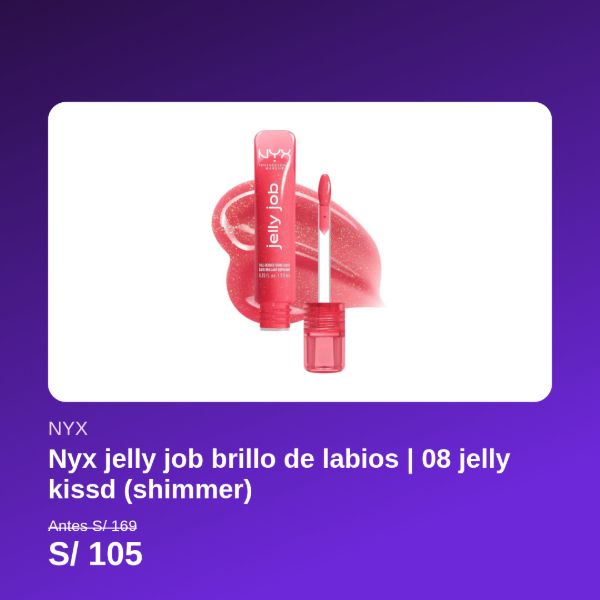 NYX
jelly job
NYX
Nyx jelly job brillo de labios | 08 jelly
kissd (shimmer)
Antes S/ 169
S/ 105